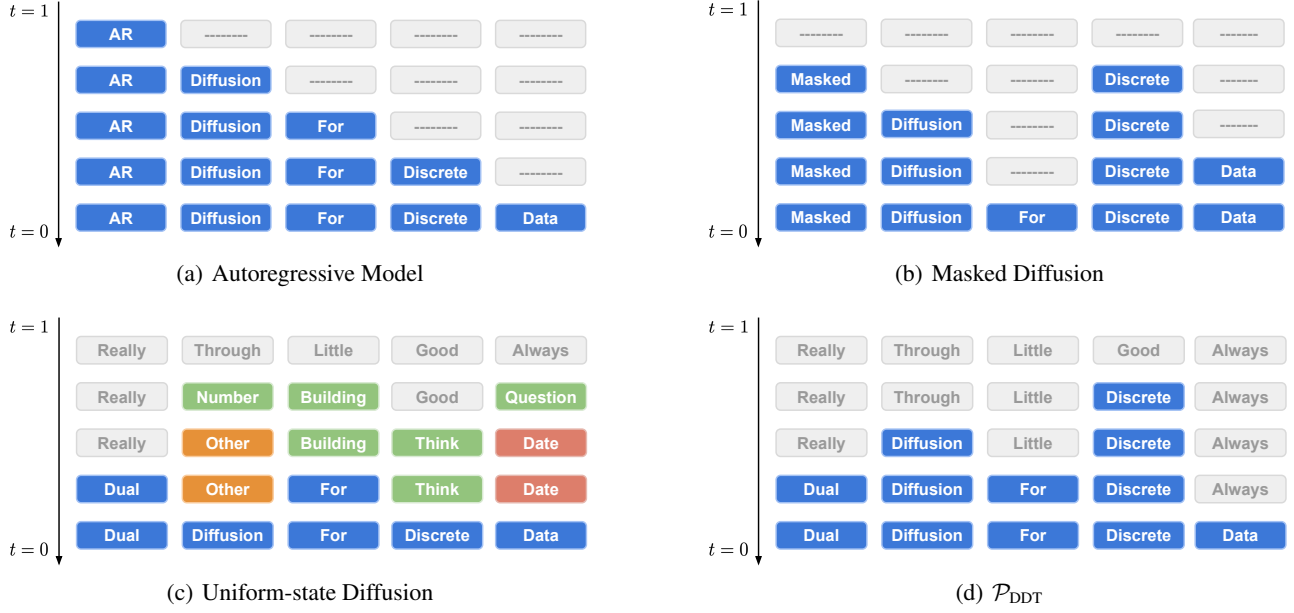 t = 1
AR -------- -------- -------- --------
AR Diffusion -------- -------- --------
AR Diffusion For -------- --------
AR Diffusion For Discrete --------
AR Diffusion For Discrete Data
t = 0
(a) Autoregressive Model
t = 1
-------- -------- -------- -------- -------
Masked -------- -------- Discrete -------
Masked Diffusion -------- Discrete -------
Masked Diffusion -------- Discrete Data
Masked Diffusion For Discrete Data
t = 0
(b) Masked Diffusion
t = 1
Really Through Little Good Always
Really Number Building Good Question
Really Other Building Think Date
Dual Other For Think Date
Dual Diffusion For Discrete Data
t = 0
(c) Uniform-state Diffusion
t = 1
Really Through Little Good Always
Really Through Little Discrete Always
Really Diffusion Little Discrete Always
Dual Diffusion For Discrete Always
Dual Diffusion For Discrete Data
t = 0
(d) 𝒫DDT